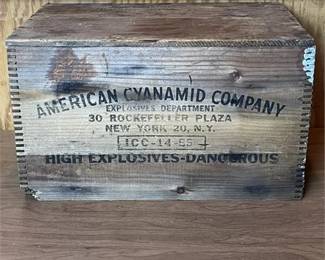 AMERICAN CYANAMID COMPANY
EXPLOSIVES DEPARTMENT
30 ROCKEFELLER PLAZA
NEW YORK 20, N.Y.
ICC-14-55
HIGH EXPLOSIVES-DANGEROUS